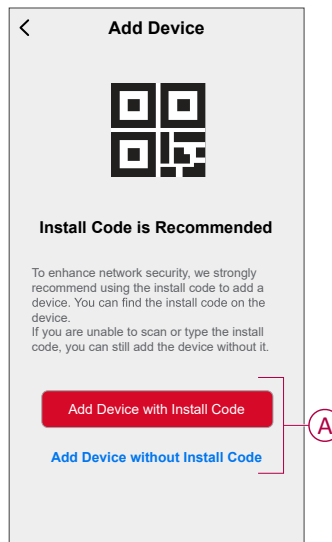 Add Device
Install Code is Recommended
To enhance network security, we strongly
recommend using the install code to add a
device. You can find the install code on the
device.
If you are unable to scan or type the install
code, you can still add the device without it.
Add Device with Install Code
A
Add Device without Install Code